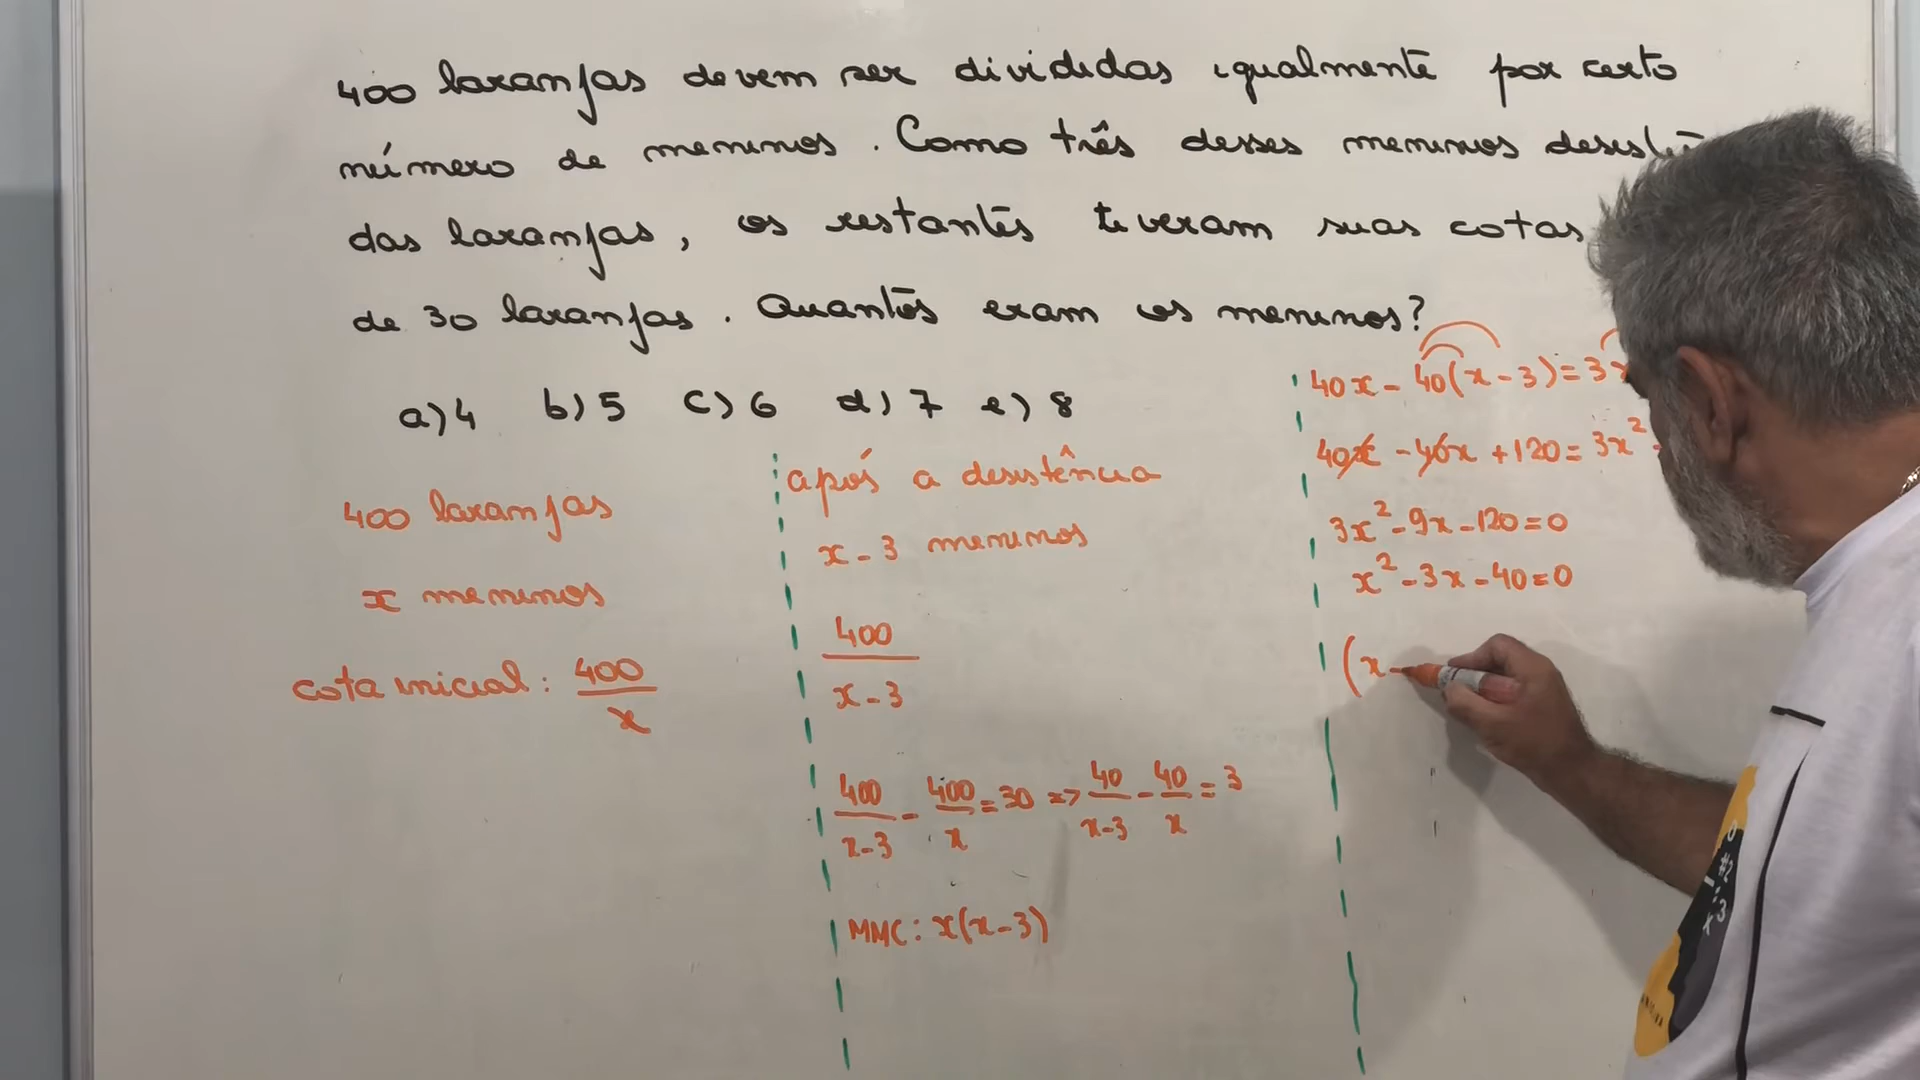 400 laranjas devem ser divididas igualmente por certo
número de meninos. Como três desses meninos
das laranjas, os restantes tiveram suas cotas
de 30 laranjas. Quantos eram os meninos?
a) 4 b) 5 c) 6 d) 7 e) 8
400 laranjas
x meninos
cota inicial: 400/x
após a desistência
x - 3 meninos
400/x - 3
400/x-3 - 400/x = 30 => 40/x-3 - 40/x = 3
MMC: x(x-3)
40x - 40(x - 3) = 3
40x - 40x + 120 = 3x²
3x² - 9x - 120 = 0
x² - 3x - 40 = 0
(x -